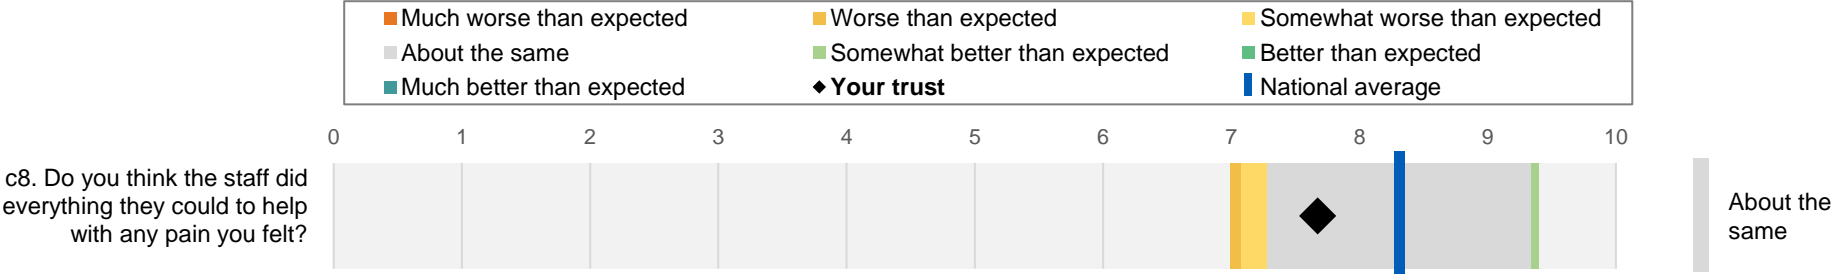 Much worse than expected
Worse than expected
Somewhat worse than expected
About the same
Somewhat better than expected
Better than expected
Much better than expected
Your trust
National average
0 1 2 3 4 5 6 7 8 9 10
c8. Do you think the staff did
everything they could to help
with any pain you felt?
About the
same